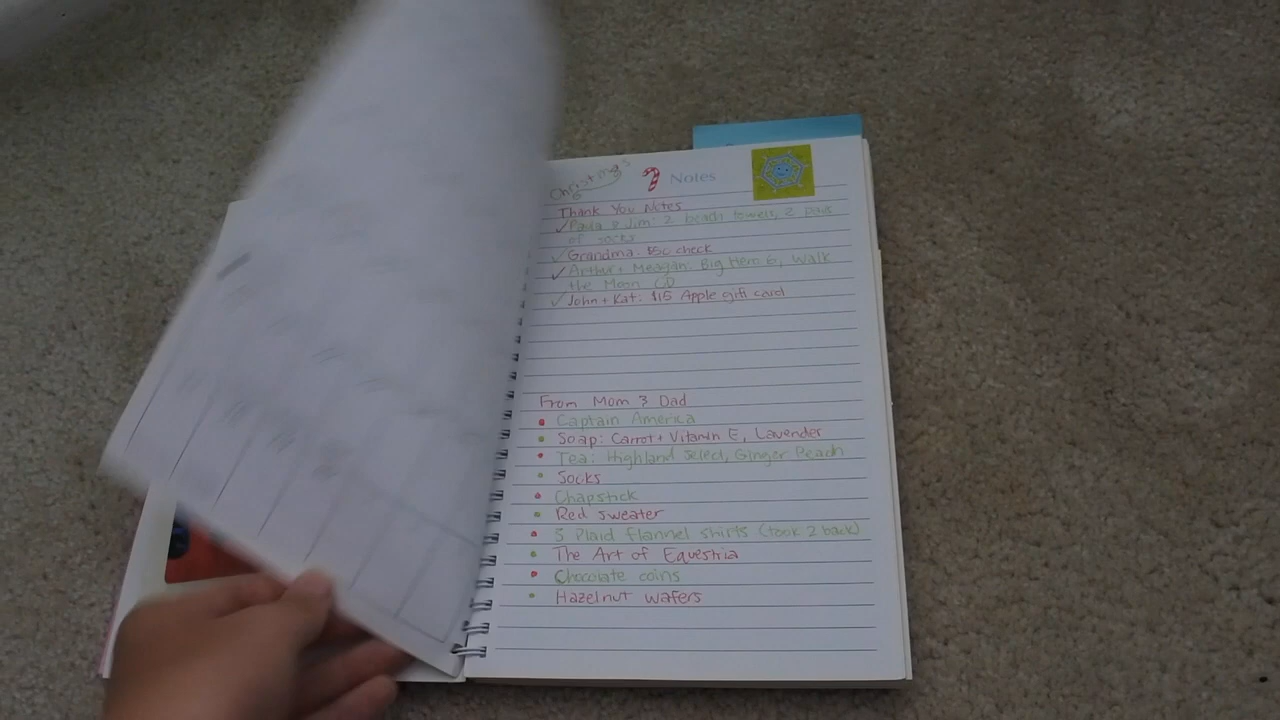 Christmas Notes
Thank You Notes
✓ Paula & Jim: 2 beach towels, 2 pairs
of socks
✓ Grandma: $50 check
✓ Arthur + Meagan: Big Hero 6, Walk
the Moon CD
✓ John + Kat: $15 Apple gift card
From Mom & Dad
• Captain America
• Soap: Carrot + Vitamin E, Lavender
• Tea: Highland Select, Ginger Peach
• Socks
• Chapstick
• Red sweater
• 3 Plaid flannel shirts (took 2 back)
• The Art of Equestria
• Chocolate coins
• Hazelnut wafers